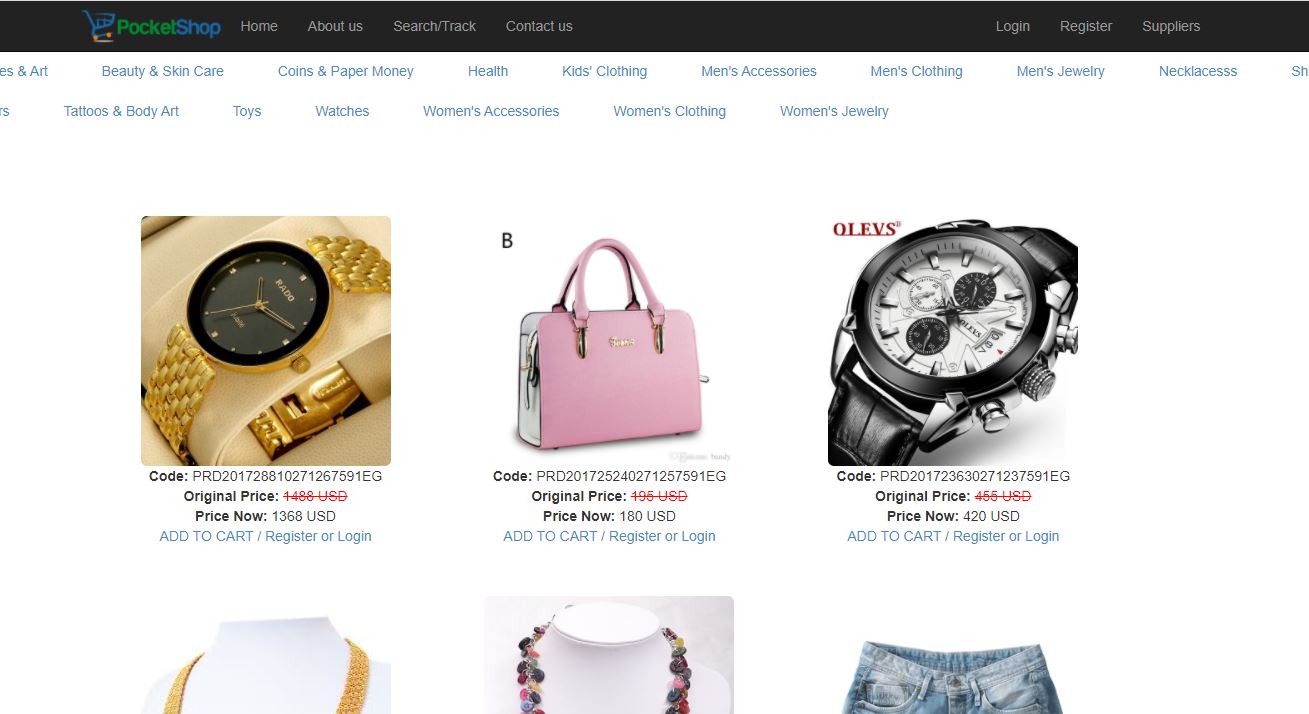 PocketShop Home About us Search/Track Contact us Login Register Suppliers
es & Art Beauty & Skin Care Coins & Paper Money Health Kids' Clothing Men's Accessories Men's Clothing Men's Jewelry Necklacesss Sh
rs Tattoos & Body Art Toys Watches Women's Accessories Women's Clothing Women's Jewelry
RADO
Jubilé
B
OLEVS
OLEVS
Code: PRD201728810271267591EG
Original Price: 1488 USD
Price Now: 1368 USD
ADD TO CART / Register or Login
Code: PRD201725240271257591EG
Original Price: 195 USD
Price Now: 180 USD
ADD TO CART / Register or Login
Code: PRD201723630271237591EG
Original Price: 455 USD
Price Now: 420 USD
ADD TO CART / Register or Login